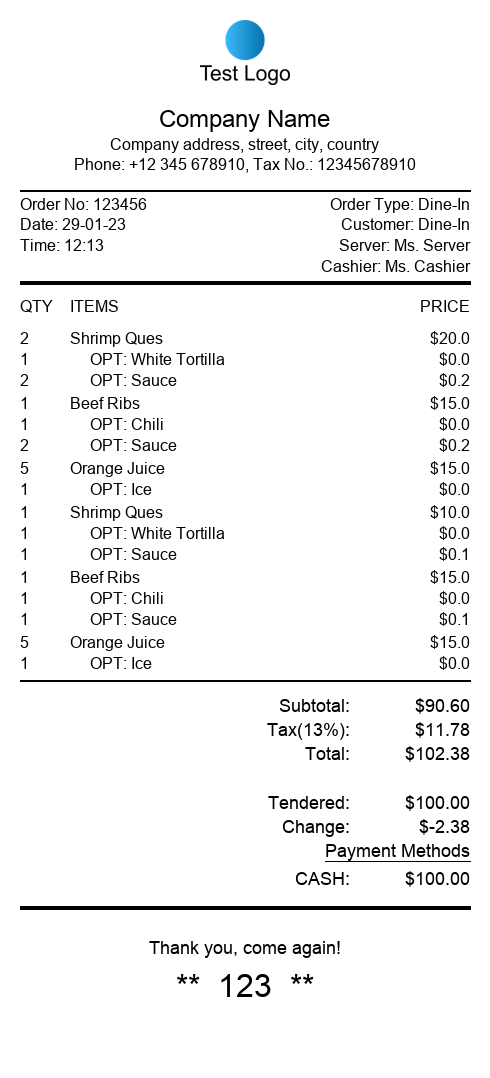 Test Logo
Company Name
Company address, street, city, country
Phone: +12 345 678910, Tax No.: 12345678910
Order No: 123456 Order Type: Dine-In
Date: 29-01-23 Customer: Dine-In
Time: 12:13 Server: Ms. Server
Cashier: Ms. Cashier
QTY ITEMS PRICE
2 Shrimp Ques $20.0
1 OPT: White Tortilla $0.0
2 OPT: Sauce $0.2
1 Beef Ribs $15.0
1 OPT: Chili $0.0
2 OPT: Sauce $0.2
5 Orange Juice $15.0
1 OPT: Ice $0.0
1 Shrimp Ques $10.0
1 OPT: White Tortilla $0.0
1 OPT: Sauce $0.1
1 Beef Ribs $15.0
1 OPT: Chili $0.0
1 OPT: Sauce $0.1
5 Orange Juice $15.0
1 OPT: Ice $0.0
Subtotal: $90.60
Tax(13%): $11.78
Total: $102.38
Tendered: $100.00
Change: $-2.38
Payment Methods
CASH: $100.00
Thank you, come again!
** 123 **